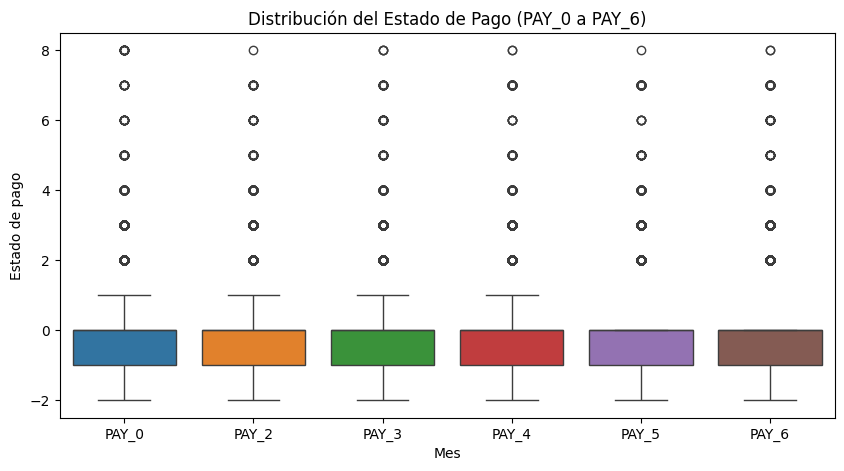 Distribución del Estado de Pago (PAY_0 a PAY_6)
Estado de pago
8
6
4
2
0
−2
PAY_0 PAY_2 PAY_3 PAY_4 PAY_5 PAY_6
Mes